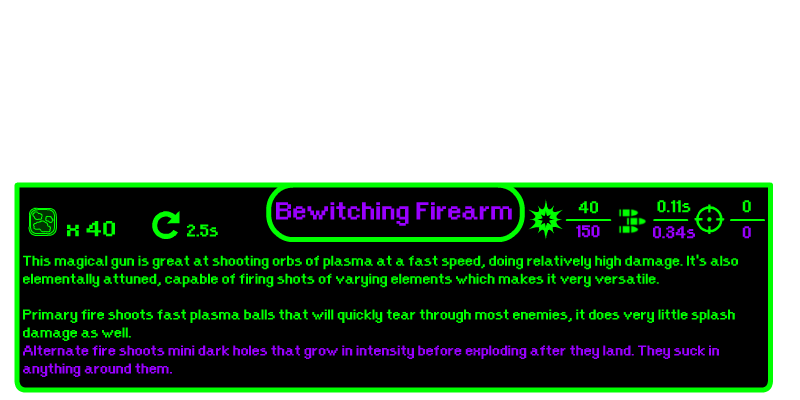 Bewitching Firearm
x 40
2.5s
40
150
0.11s
0.34s
0
0
This magical gun is great at shooting orbs of plasma at a fast speed, doing relatively high damage. It's also
elementally attuned, capable of firing shots of varying elements which makes it very versatile.
Primary fire shoots fast plasma balls that will quickly tear through most enemies, it does very little splash
damage as well.
Alternate fire shoots mini dark holes that grow in intensity before exploding after they land. They suck in
anything around them.